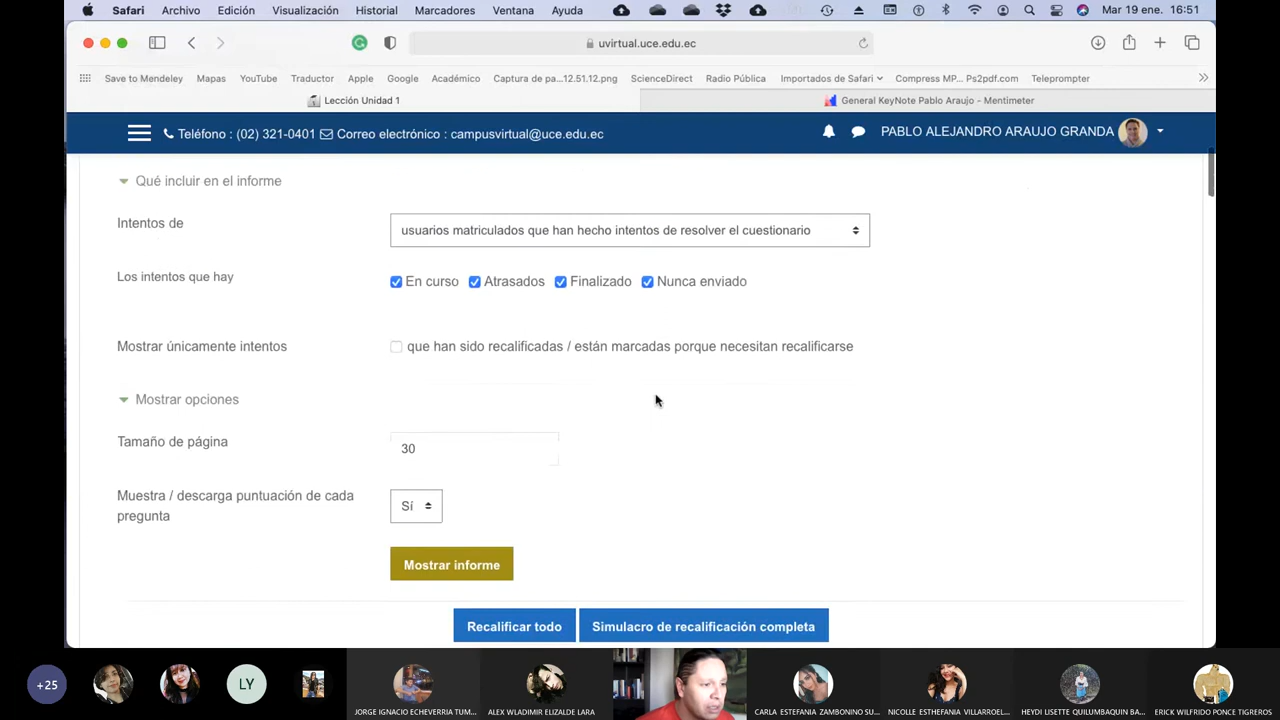 Safari Archivo Edición Visualización Historial Marcadores Ventana Ayuda Mar 19 ene. 16:51
uvirtual.uce.edu.ec
Save to Mendeley Mapas YouTube Traductor Apple Google Académico Captura de pa...12.51.12.png ScienceDirect Radio Pública Importados de Safari Compress MP... Ps2pdf.com Teleprompter
Lección Unidad 1 General KeyNote Pablo Araujo - Mentimeter
Teléfono : (02) 321-0401 Correo electrónico : campusvirtual@uce.edu.ec PABLO ALEJANDRO ARAUJO GRANDA
Qué incluir en el informe
Intentos de usuarios matriculados que han hecho intentos de resolver el cuestionario
Los intentos que hay En curso Atrasados Finalizado Nunca enviado
Mostrar únicamente intentos que han sido recalificadas / están marcadas porque necesitan recalificarse
Mostrar opciones
Tamaño de página 30
Muestra / descarga puntuación de cada
pregunta
Sí
Mostrar informe
Recalificar todo Simulacro de recalificación completa
+25 LY
JORGE IGNACIO ECHEVERRIA TUM... ALEX WLADIMIR ELIZALDE LARA CARLA ESTEFANIA ZAMBONINO SU... NICOLLE ESTHEFANIA VILLARROEL... HEYDI LISETTE QUILUMBAQUIN BA... ERICK WILFRIDO PONCE TIGREROS